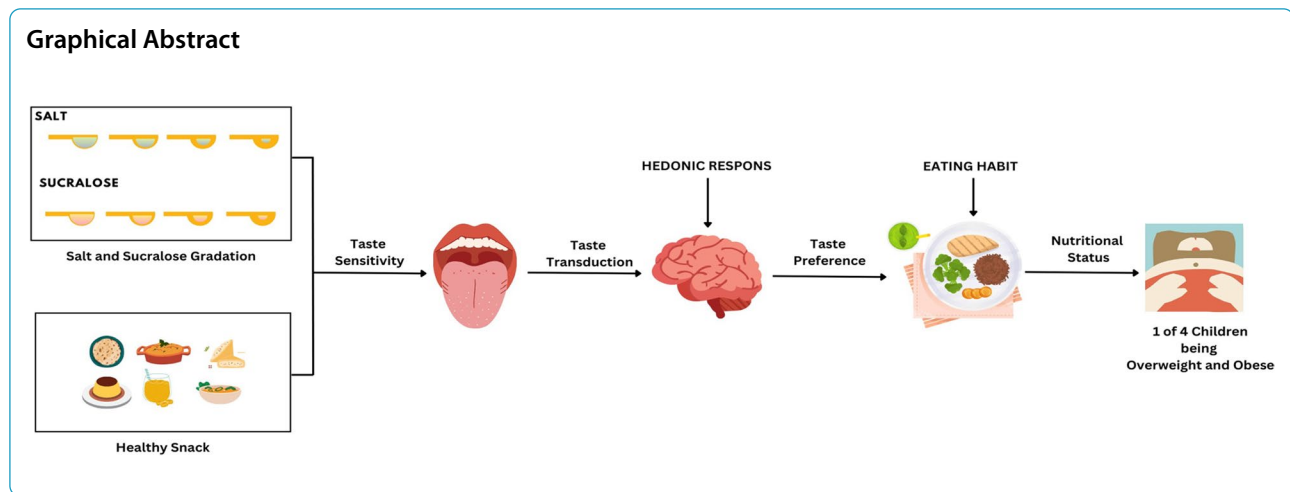 Graphical Abstract
SALT
SUCRALOSE
Salt and Sucralose Gradation
Healthy Snack
Taste
Sensitivity
Taste
Transduction
HEDONIC RESPONS
Taste
Preference
EATING HABIT
Nutritional
Status
1 of 4 Children
being
Overweight and Obese